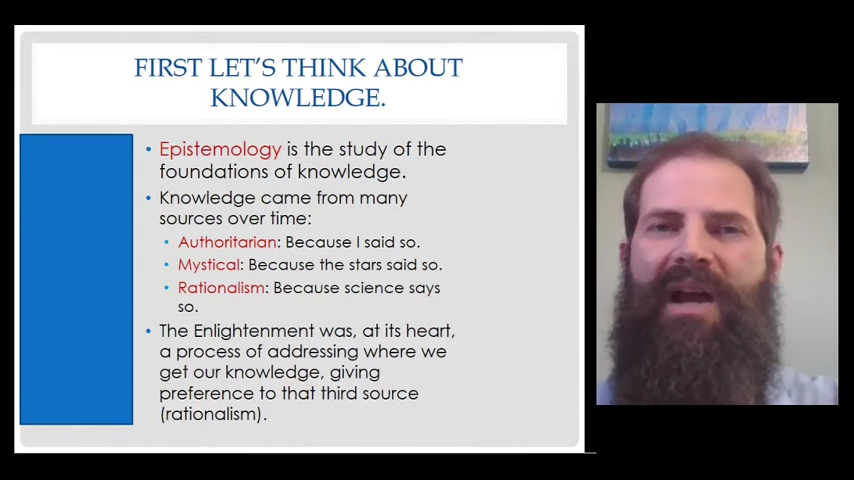 FIRST LET'S THINK ABOUT
KNOWLEDGE.
• Epistemology is the study of the
foundations of knowledge.
• Knowledge came from many
sources over time:
• Authoritarian: Because I said so.
• Mystical: Because the stars said so.
• Rationalism: Because science says
so.
• The Enlightenment was, at its heart,
a process of addressing where we
get our knowledge, giving
preference to that third source
(rationalism).